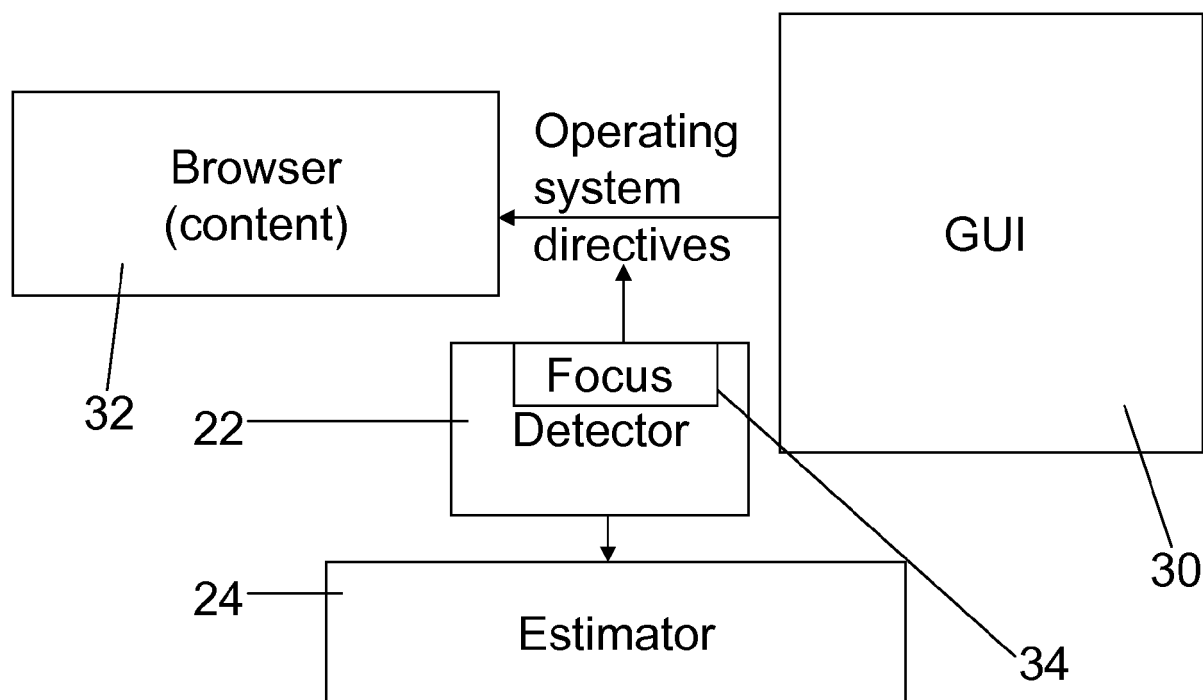 Browser
(content)
Operating
system
directives
GUI
Focus
Detector
32
22
30
24
Estimator
34